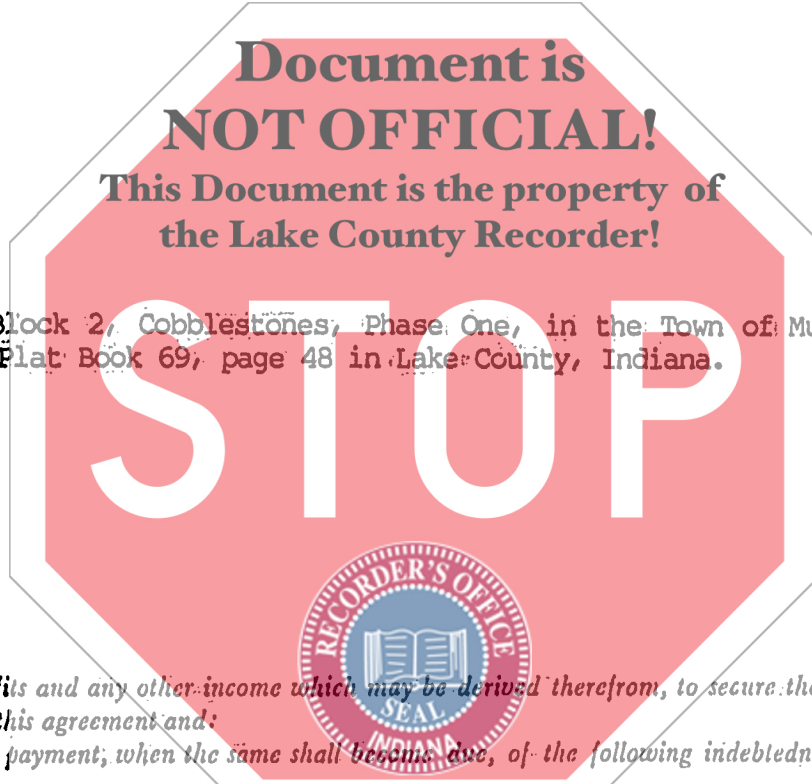 Document is
NOT OFFICIAL!
This Document is the property of
the Lake County Recorder!
Block 2, Cobblestones, Phase One, in the Town of Mu
Plat Book 69, page 48 in Lake County, Indiana.
STOP
RECORDER'S OFFICE
SEAL
INDIANA
fits and any other income which may be derived therefrom, to secure the
this agreement and:
payment, when the same shall become due, of the following indebtedn